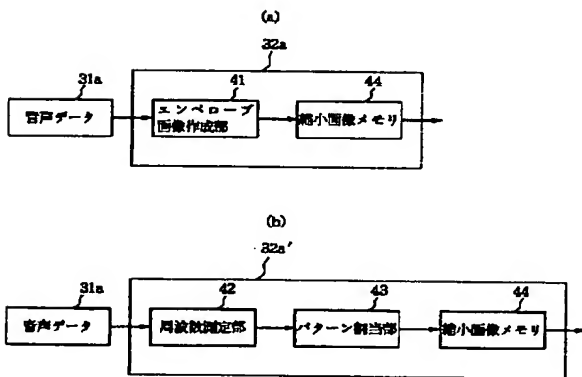 (a)
32a
31a
41
44
音声データ
エンベロープ
画像作成部
縮小画像メモリ
(b)
32a'
31a
42
43
44
音声データ
周波数測定部
パターン割当部
縮小画像メモリ